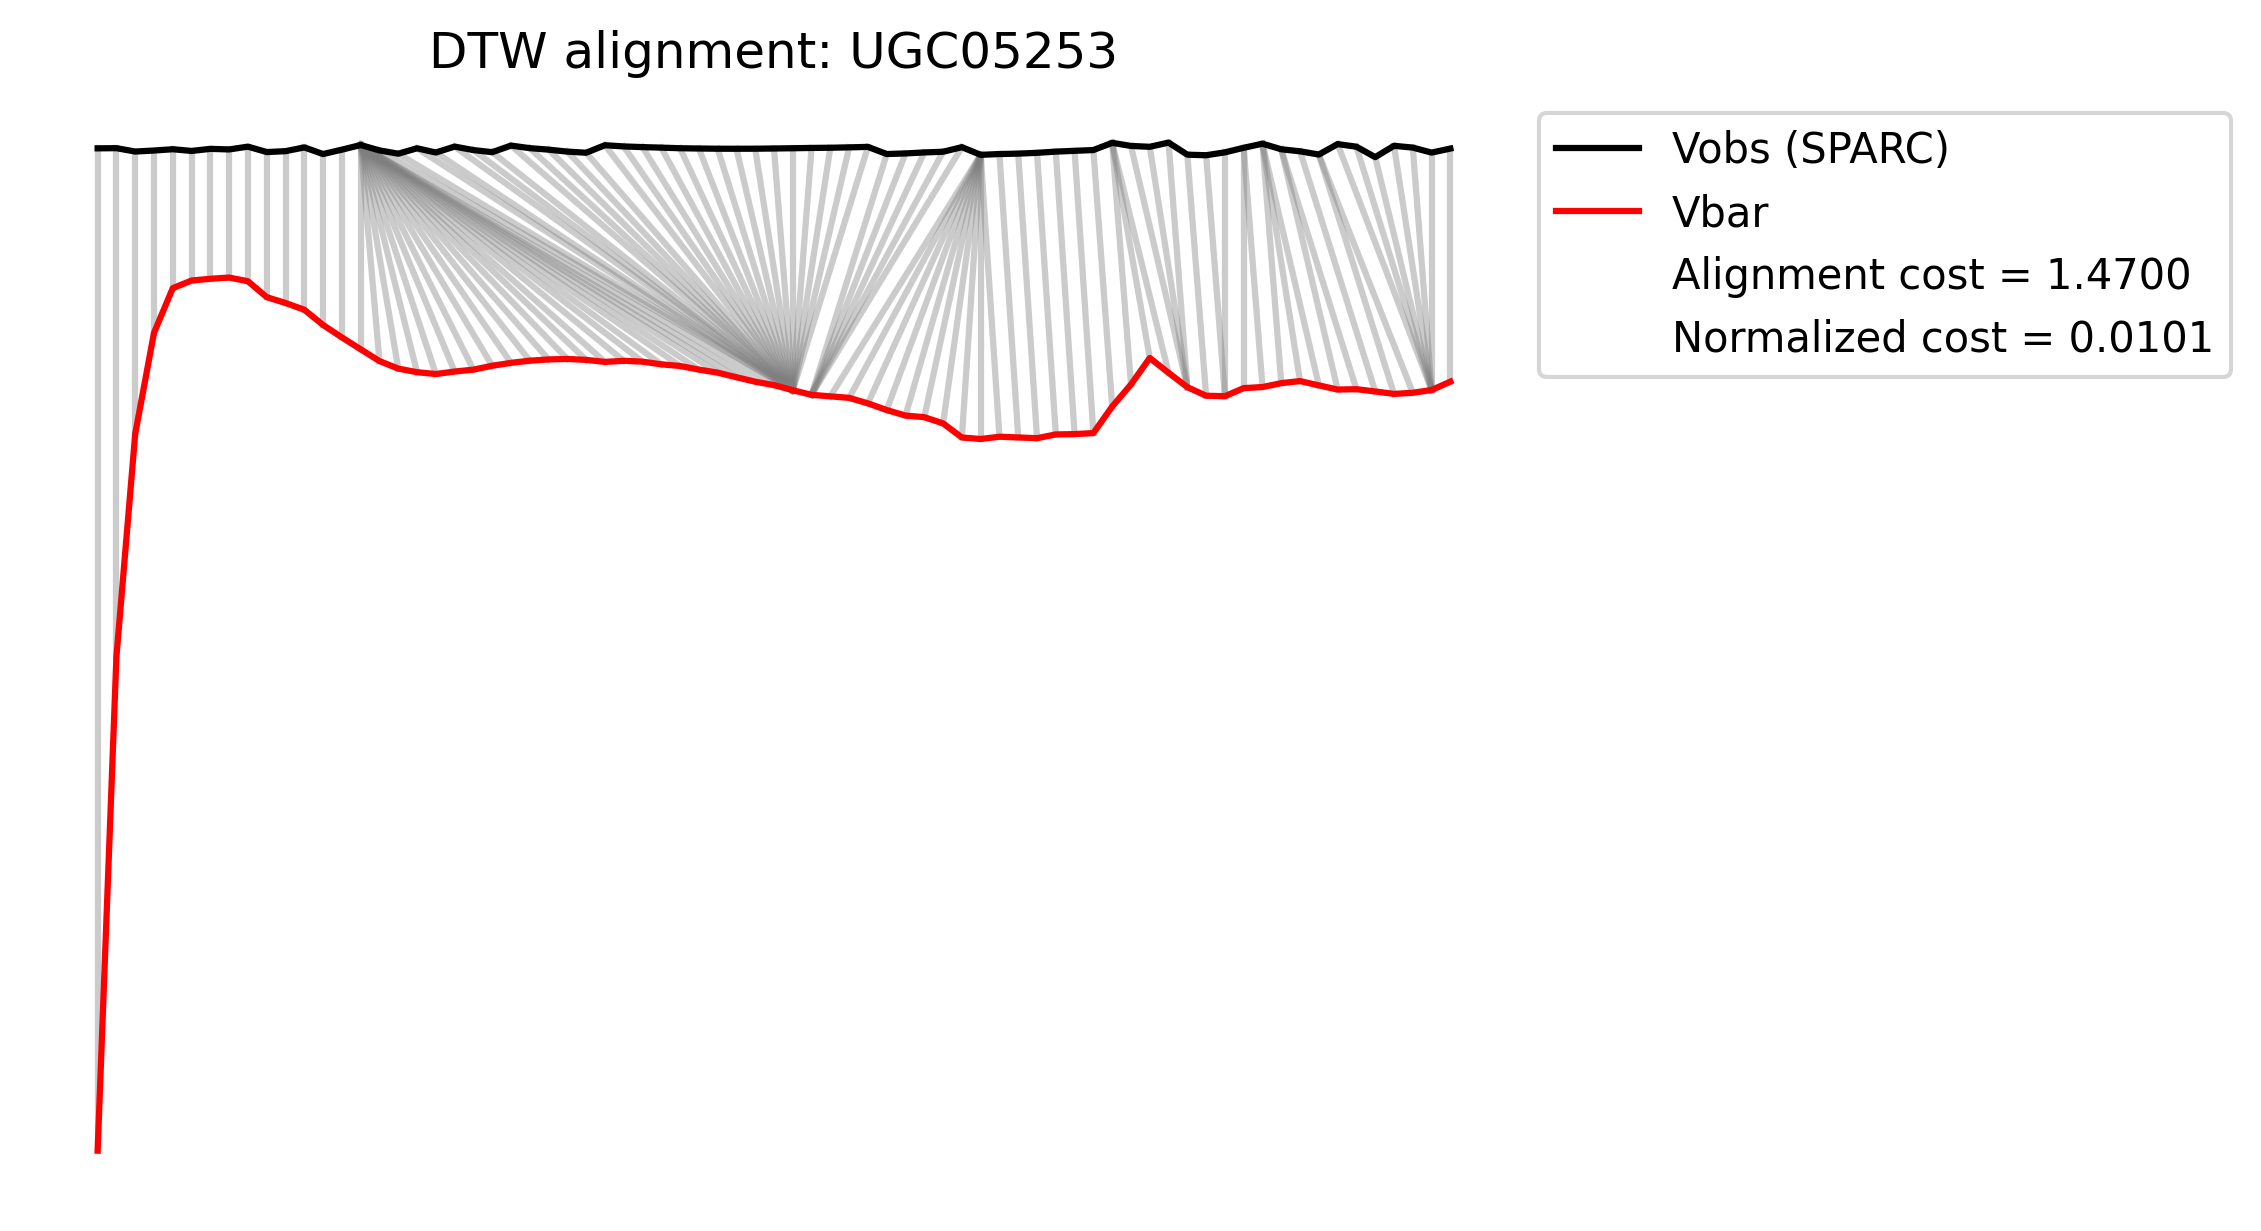 DTW alignment: UGC05253
Vobs (SPARC)
Vbar
Alignment cost = 1.4700
Normalized cost = 0.0101